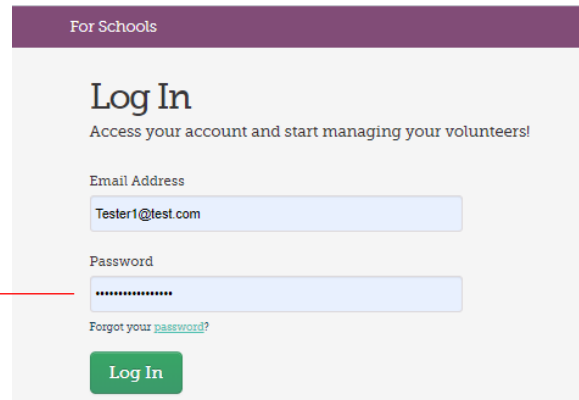 For Schools
Log In
Access your account and start managing your volunteers!
Email Address
Tester1@test.com
Password
•••••••••••••••••
Forgot your password?
Log In